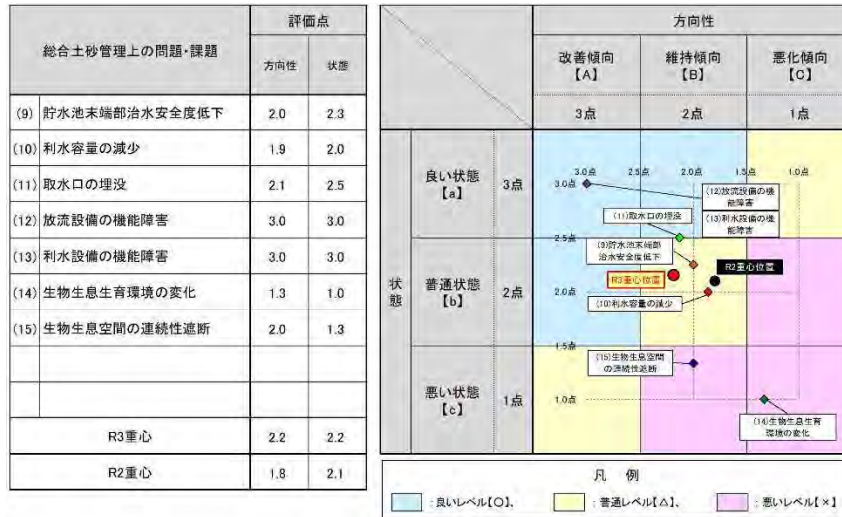 総合土砂管理上の問題・課題
評価点
方向性
状態
(9) 貯水池末端部治水安全度低下 2.0 2.3
(10) 利水容量の減少 1.9 2.0
(11) 取水口の埋没 2.1 2.5
(12) 放流設備の機能障害 3.0 3.0
(13) 利水設備の機能障害 3.0 3.0
(14) 生物生息生育環境の変化 1.3 1.0
(15) 生物生息空間の連続性遮断 2.0 1.3
R3重心 2.2 2.2
R2重心 1.8 2.1
方向性
改善傾向 維持傾向 悪化傾向
【A】 【B】 【C】
3点 2点 1点
状態
良い状態
【a】
3点
普通状態
【b】
2点
悪い状態
【c】
1点
3.0点 2.5点 2.0点 1.5点 1.0点
3.0点
2.5点
2.0点
1.5点
1.0点
(12)放流設備の機
能障害
(13)利水設備の機
能障害
(11)取水口の埋没
(9)貯水池末端部
治水安全度低下
R2重心位置
R3重心位置
(10)利水容量の減少
(15)生物生息空間
の連続性遮断
(14)生物生息生育
環境の変化
凡 例
:良いレベル【○】、 :普通レベル【△】、 :悪いレベル【×】